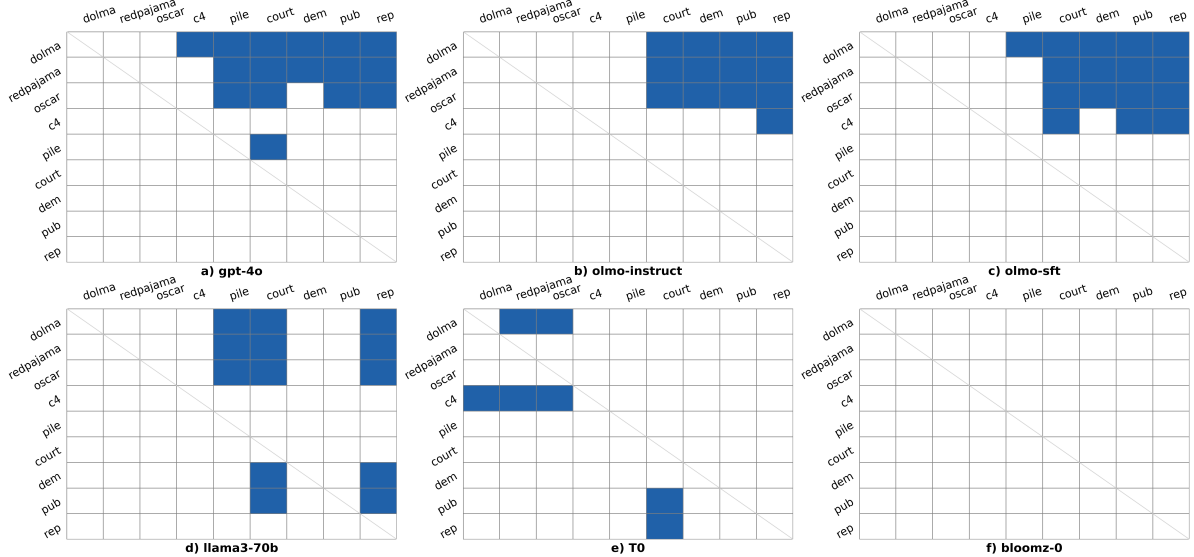 dolma redpajama oscar c4 pile court dem pub rep
dolma
redpajama
oscar
c4
pile
court
dem
pub
rep
a) gpt-4o
dolma redpajama oscar c4 pile court dem pub rep
dolma
redpajama
oscar
c4
pile
court
dem
pub
rep
b) olmo-instruct
dolma redpajama oscar c4 pile court dem pub rep
dolma
redpajama
oscar
c4
pile
court
dem
pub
rep
c) olmo-sft
dolma redpajama oscar c4 pile court dem pub rep
dolma
redpajama
oscar
c4
pile
court
dem
pub
rep
d) llama3-70b
dolma redpajama oscar c4 pile court dem pub rep
dolma
redpajama
oscar
c4
pile
court
dem
pub
rep
e) T0
dolma redpajama oscar c4 pile court dem pub rep
dolma
redpajama
oscar
c4
pile
court
dem
pub
rep
f) bloomz-0